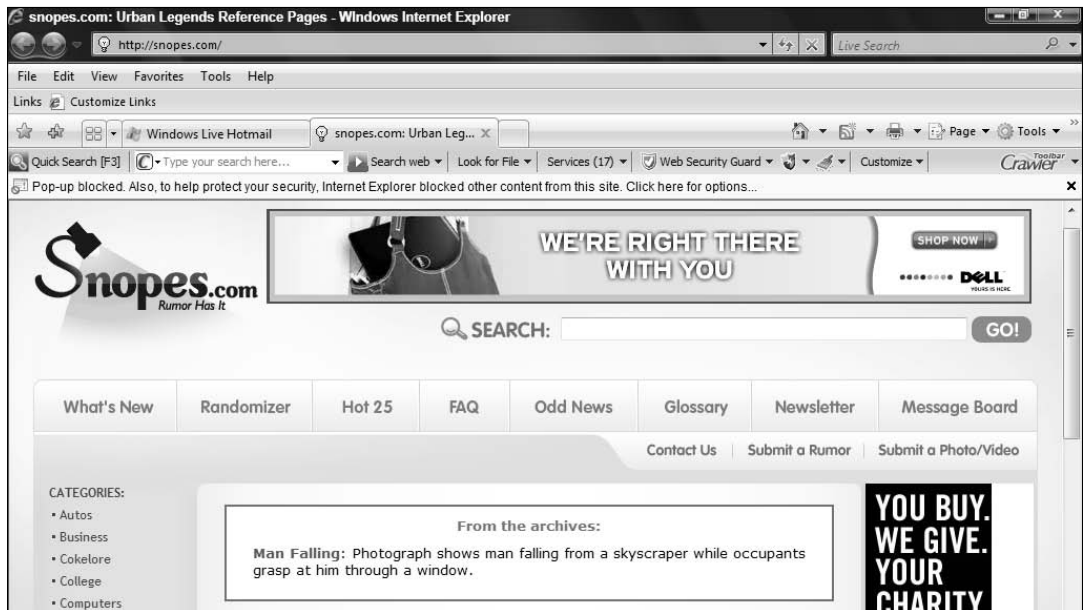 snopes.com: Urban Legends Reference Pages - Windows Internet Explorer
http://snopes.com/
Live Search
File Edit View Favorites Tools Help
Links Customize Links
Windows Live Hotmail
snopes.com: Urban Leg...
Page Tools
Quick Search [F3]
Type your search here...
Search web
Look for File
Services (17)
Web Security Guard
Customize
Crawler Toolbar
Pop-up blocked. Also, to help protect your security, Internet Explorer blocked other content from this site. Click here for options...
Snopes.com
Rumor Has It
WE'RE RIGHT THERE
WITH YOU
SHOP NOW
DELL
YOURS IS HERE
SEARCH:
GO!
What's New Randomizer Hot 25 FAQ Odd News Glossary Newsletter Message Board
Contact Us Submit a Rumor Submit a Photo/Video
CATEGORIES:
• Autos
• Business
• Cokelore
• College
• Computers
From the archives:
Man Falling: Photograph shows man falling from a skyscraper while occupants
grasp at him through a window.
YOU BUY.
WE GIVE.
YOUR
CHARITY